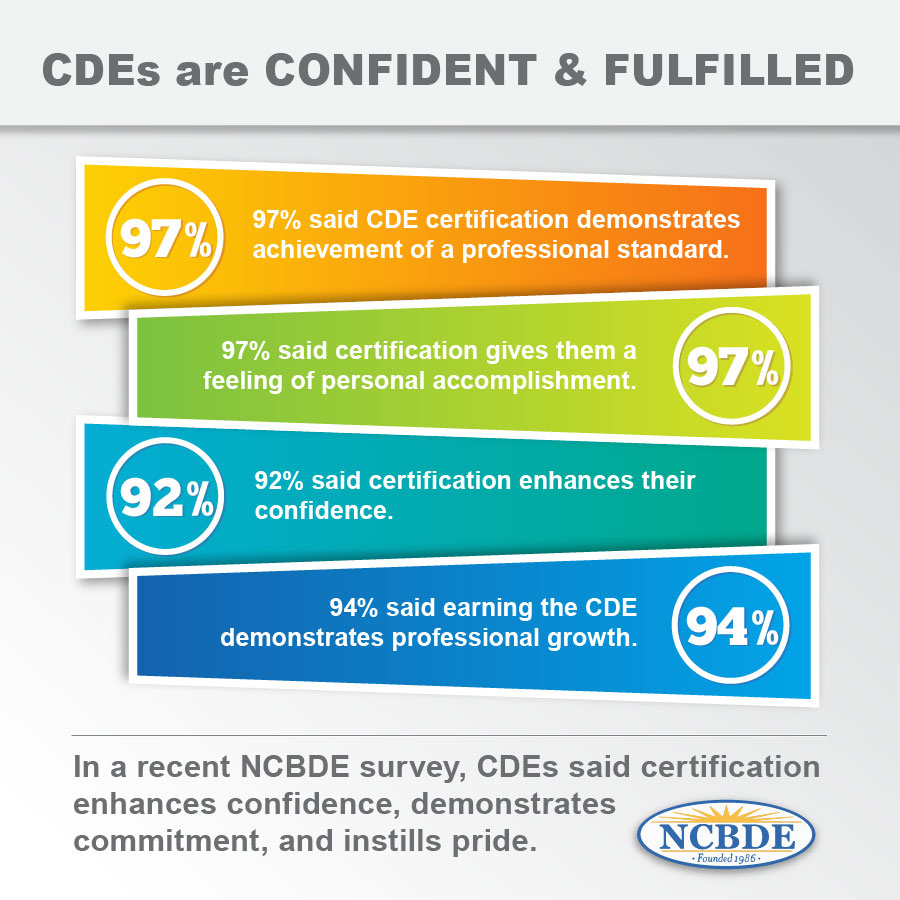 CDEs are CONFIDENT & FULFILLED
97%
97% said CDE certification demonstrates
achievement of a professional standard.
97% said certification gives them a
feeling of personal accomplishment.
97%
92%
92% said certification enhances their
confidence.
94% said earning the CDE
demonstrates professional growth.
94%
In a recent NCBDE survey, CDEs said certification
enhances confidence, demonstrates
commitment, and instills pride.
NCBDE
• Founded 1986 •